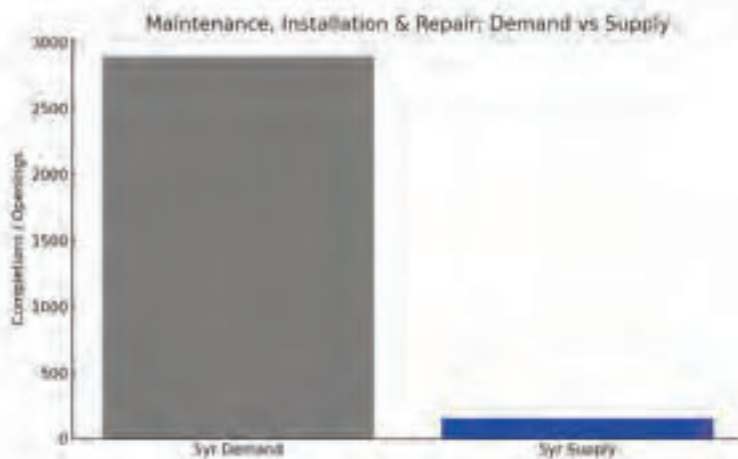 Maintenance, Installation & Repair: Demand vs Supply
Completions / Openings
3000
2500
2000
1500
1000
500
0
5yr Demand
5yr Supply